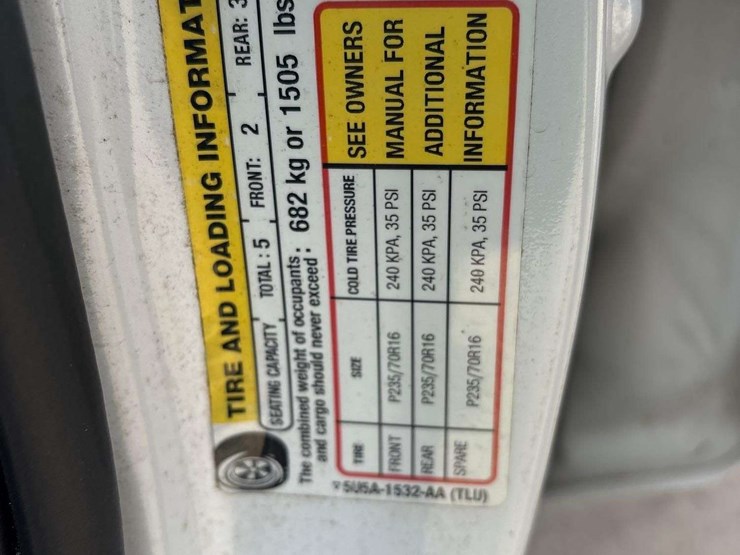 TIRE AND LOADING INFORMAT
SEATING CAPACITY TOTAL: 5 FRONT: 2 REAR: 3
The combined weight of occupants and cargo should never exceed: 682 kg or 1505 lbs
TIRE SIZE COLD TIRE PRESSURE
FRONT P235/70R16 240 KPA, 35 PSI
REAR P235/70R16 240 KPA, 35 PSI
SPARE P235/70R16 240 KPA, 35 PSI
SEE OWNERS
MANUAL FOR
ADDITIONAL
INFORMATION
5U5A-1532-AA (TLU)